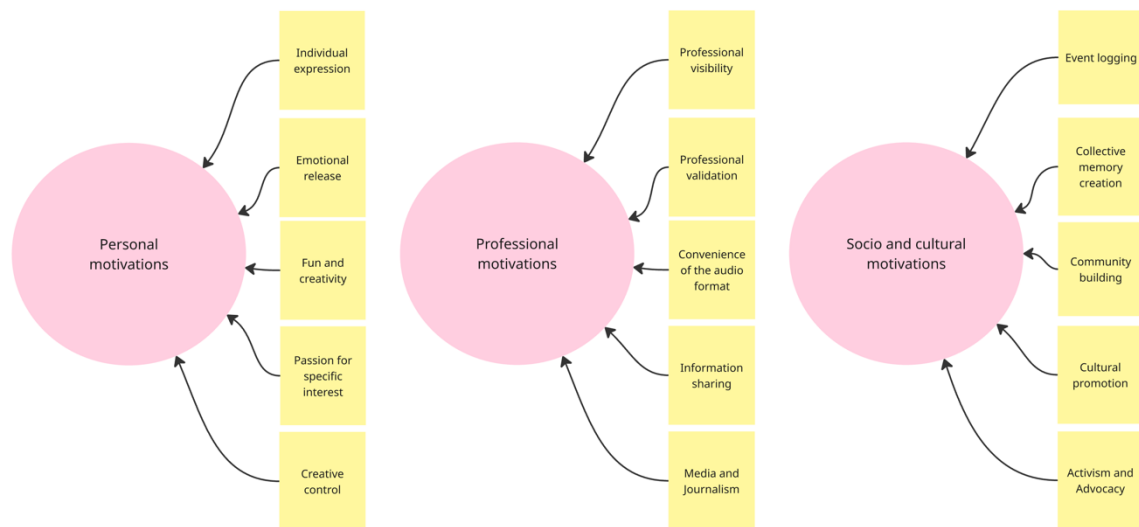 Personal
motivations
Individual
expression
Emotional
release
Fun and
creativity
Passion for
specific
interest
Creative
control
Professional
motivations
Professional
visibility
Professional
validation
Convenience
of the audio
format
Information
sharing
Media and
Journalism
Socio and cultural
motivations
Event logging
Collective
memory
creation
Community
building
Cultural
promotion
Activism and
Advocacy